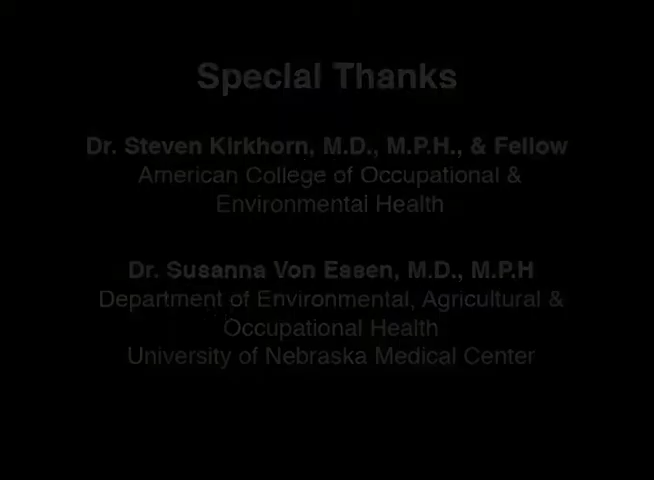 Special Thanks
Dr. Steven Kirkhorn, M.D., M.P.H., & Fellow
American College of Occupational &
Environmental Health
Dr. Susanna Von Essen, M.D., M.P.H
Department of Environmental, Agricultural &
Occupational Health
University of Nebraska Medical Center